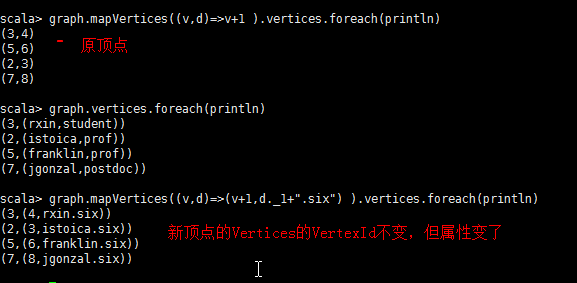 scala> graph.mapVertices((v,d)=>v+1 ).vertices.foreach(println)
(3,4)
(5,6) - 原顶点
(2,3)
(7,8)
scala> graph.vertices.foreach(println)
(3,(rxin,student))
(2,(istoica,prof))
(5,(franklin,prof))
(7,(jgonzal,postdoc))
scala> graph.mapVertices((v,d)=>(v+1,d._1+".six") ).vertices.foreach(println)
(3,(4,rxin.six))
(2,(3,istoica.six)) 新顶点的Vertices的VertexId不变，但属性变了
(5,(6,franklin.six))
(7,(8,jgonzal.six))